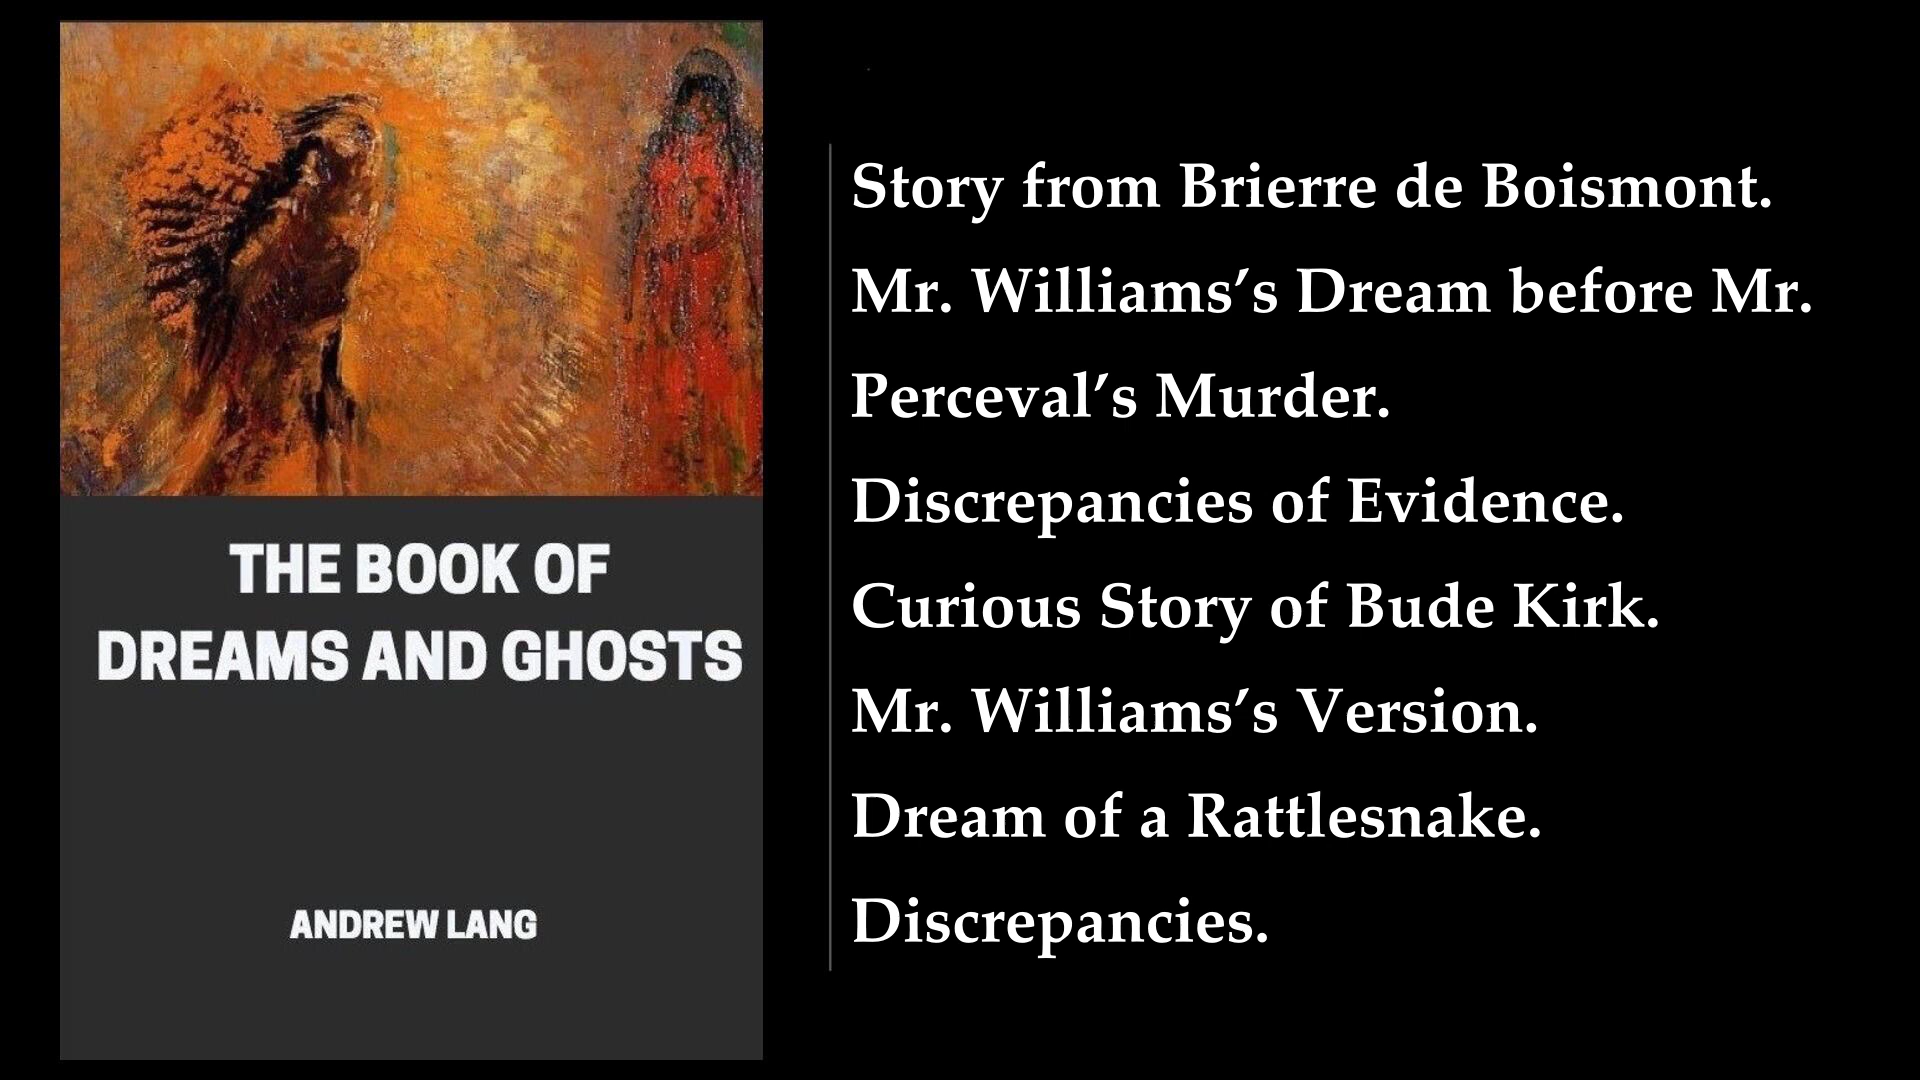 THE BOOK OF
DREAMS AND GHOSTS
ANDREW LANG
Story from Brierre de Boismont.
Mr. Williams’s Dream before Mr.
Perceval’s Murder.
Discrepancies of Evidence.
Curious Story of Bude Kirk.
Mr. Williams’s Version.
Dream of a Rattlesnake.
Discrepancies.